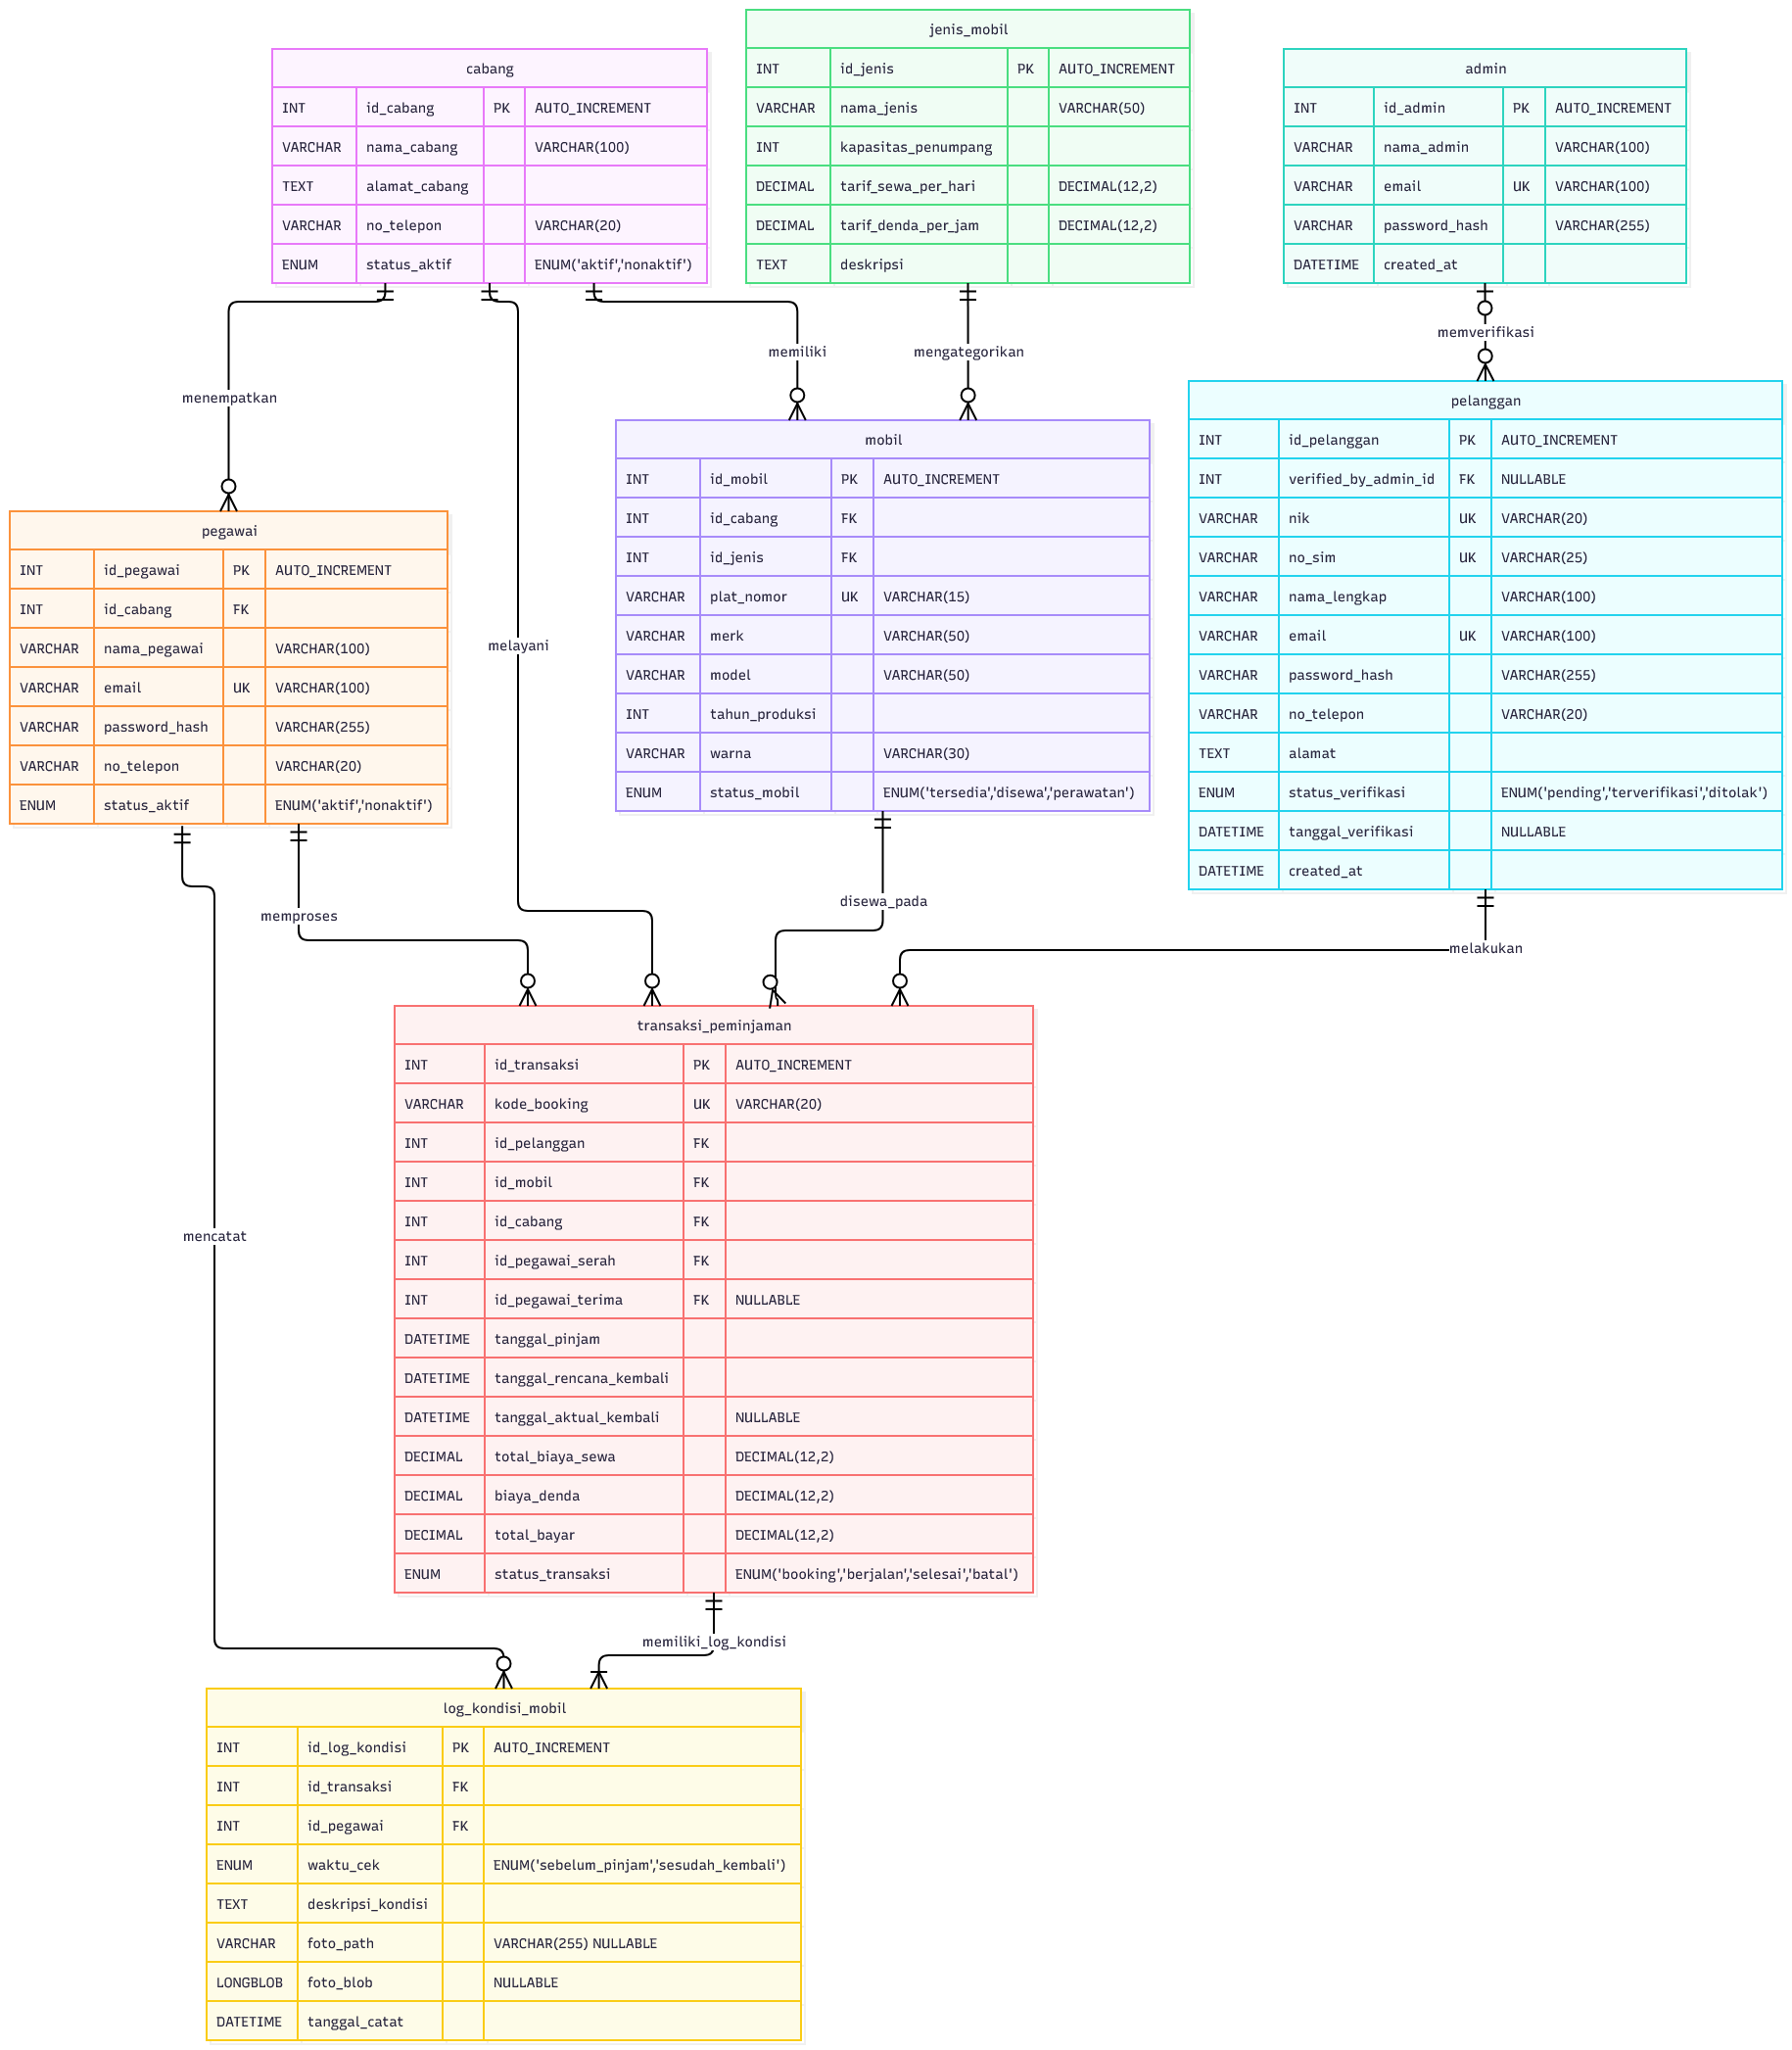 cabang
INT id_cabang PK AUTO_INCREMENT
VARCHAR nama_cabang VARCHAR(100)
TEXT alamat_cabang
VARCHAR no_telepon VARCHAR(20)
ENUM status_aktif ENUM('aktif','nonaktif')
jenis_mobil
INT id_jenis PK AUTO_INCREMENT
VARCHAR nama_jenis VARCHAR(50)
INT kapasitas_penumpang
DECIMAL tarif_sewa_per_hari DECIMAL(12,2)
DECIMAL tarif_denda_per_jam DECIMAL(12,2)
TEXT deskripsi
admin
INT id_admin PK AUTO_INCREMENT
VARCHAR nama_admin VARCHAR(100)
VARCHAR email UK VARCHAR(100)
VARCHAR password_hash VARCHAR(255)
DATETIME created_at
menempatkan
melayani
memiliki
mengategorikan
memverifikasi
pegawai
INT id_pegawai PK AUTO_INCREMENT
INT id_cabang FK
VARCHAR nama_pegawai VARCHAR(100)
VARCHAR email UK VARCHAR(100)
VARCHAR password_hash VARCHAR(255)
VARCHAR no_telepon VARCHAR(20)
ENUM status_aktif ENUM('aktif','nonaktif')
mobil
INT id_mobil PK AUTO_INCREMENT
INT id_cabang FK
INT id_jenis FK
VARCHAR plat_nomor UK VARCHAR(15)
VARCHAR merk VARCHAR(50)
VARCHAR model VARCHAR(50)
INT tahun_produksi
VARCHAR warna VARCHAR(30)
ENUM status_mobil ENUM('tersedia','disewa','perawatan')
pelanggan
INT id_pelanggan PK AUTO_INCREMENT
INT verified_by_admin_id FK NULLABLE
VARCHAR nik UK VARCHAR(20)
VARCHAR no_sim UK VARCHAR(25)
VARCHAR nama_lengkap VARCHAR(100)
VARCHAR email UK VARCHAR(100)
VARCHAR password_hash VARCHAR(255)
VARCHAR no_telepon VARCHAR(20)
TEXT alamat
ENUM status_verifikasi ENUM('pending','terverifikasi','ditolak')
DATETIME tanggal_verifikasi NULLABLE
DATETIME created_at
memproses
disewa_pada
melakukan
mencatat
transaksi_peminjaman
INT id_transaksi PK AUTO_INCREMENT
VARCHAR kode_booking UK VARCHAR(20)
INT id_pelanggan FK
INT id_mobil FK
INT id_cabang FK
INT id_pegawai_serah FK
INT id_pegawai_terima FK NULLABLE
DATETIME tanggal_pinjam
DATETIME tanggal_rencana_kembali
DATETIME tanggal_aktual_kembali NULLABLE
DECIMAL total_biaya_sewa DECIMAL(12,2)
DECIMAL biaya_denda DECIMAL(12,2)
DECIMAL total_bayar DECIMAL(12,2)
ENUM status_transaksi ENUM('booking','berjalan','selesai','batal')
memiliki_log_kondisi
log_kondisi_mobil
INT id_log_kondisi PK AUTO_INCREMENT
INT id_transaksi FK
INT id_pegawai FK
ENUM waktu_cek ENUM('sebelum_pinjam','sesudah_kembali')
TEXT deskripsi_kondisi
VARCHAR foto_path VARCHAR(255) NULLABLE
LONGBLOB foto_blob NULLABLE
DATETIME tanggal_catat